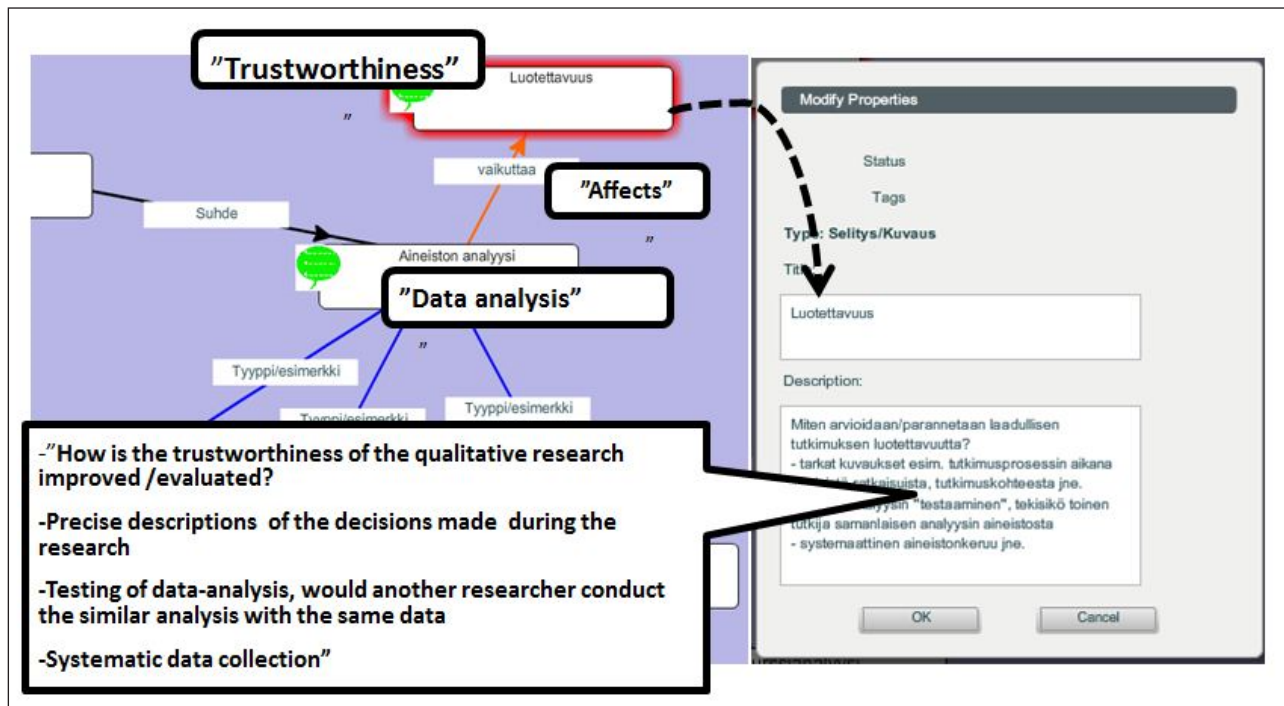 "Trustworthiness"
Luotettavuus
"
vaikuttaa
"Affects"
"
Suhde
Aineiston analyysi
"Data analysis"
"
Tyyppi/esimerkki
Tyyppi/esimerkki
Tyyppi/esimerkki
-"How is the trustworthiness of the qualitative research
improved /evaluated?
-Precise descriptions of the decisions made during the
research
-Testing of data-analysis, would another researcher conduct
the similar analysis with the same data
-Systematic data collection"
Modify Properties
Status
Tags
Type: Selitys/Kuvaus
Title:
Luotettavuus
Description:
Miten arvioidaan/parannetaan laadullisen
tutkimuksen luotettavuutta?
- tarkat kuvaukset esim. tutkimusprosessin aikana
ratkaisuista, tutkimuskohteesta jne.
"testaaminen", tekisikö toinen
tutkija samanlaisen analyysin aineistosta
- systemaattinen aineistonkeruu jne.
OK
Cancel